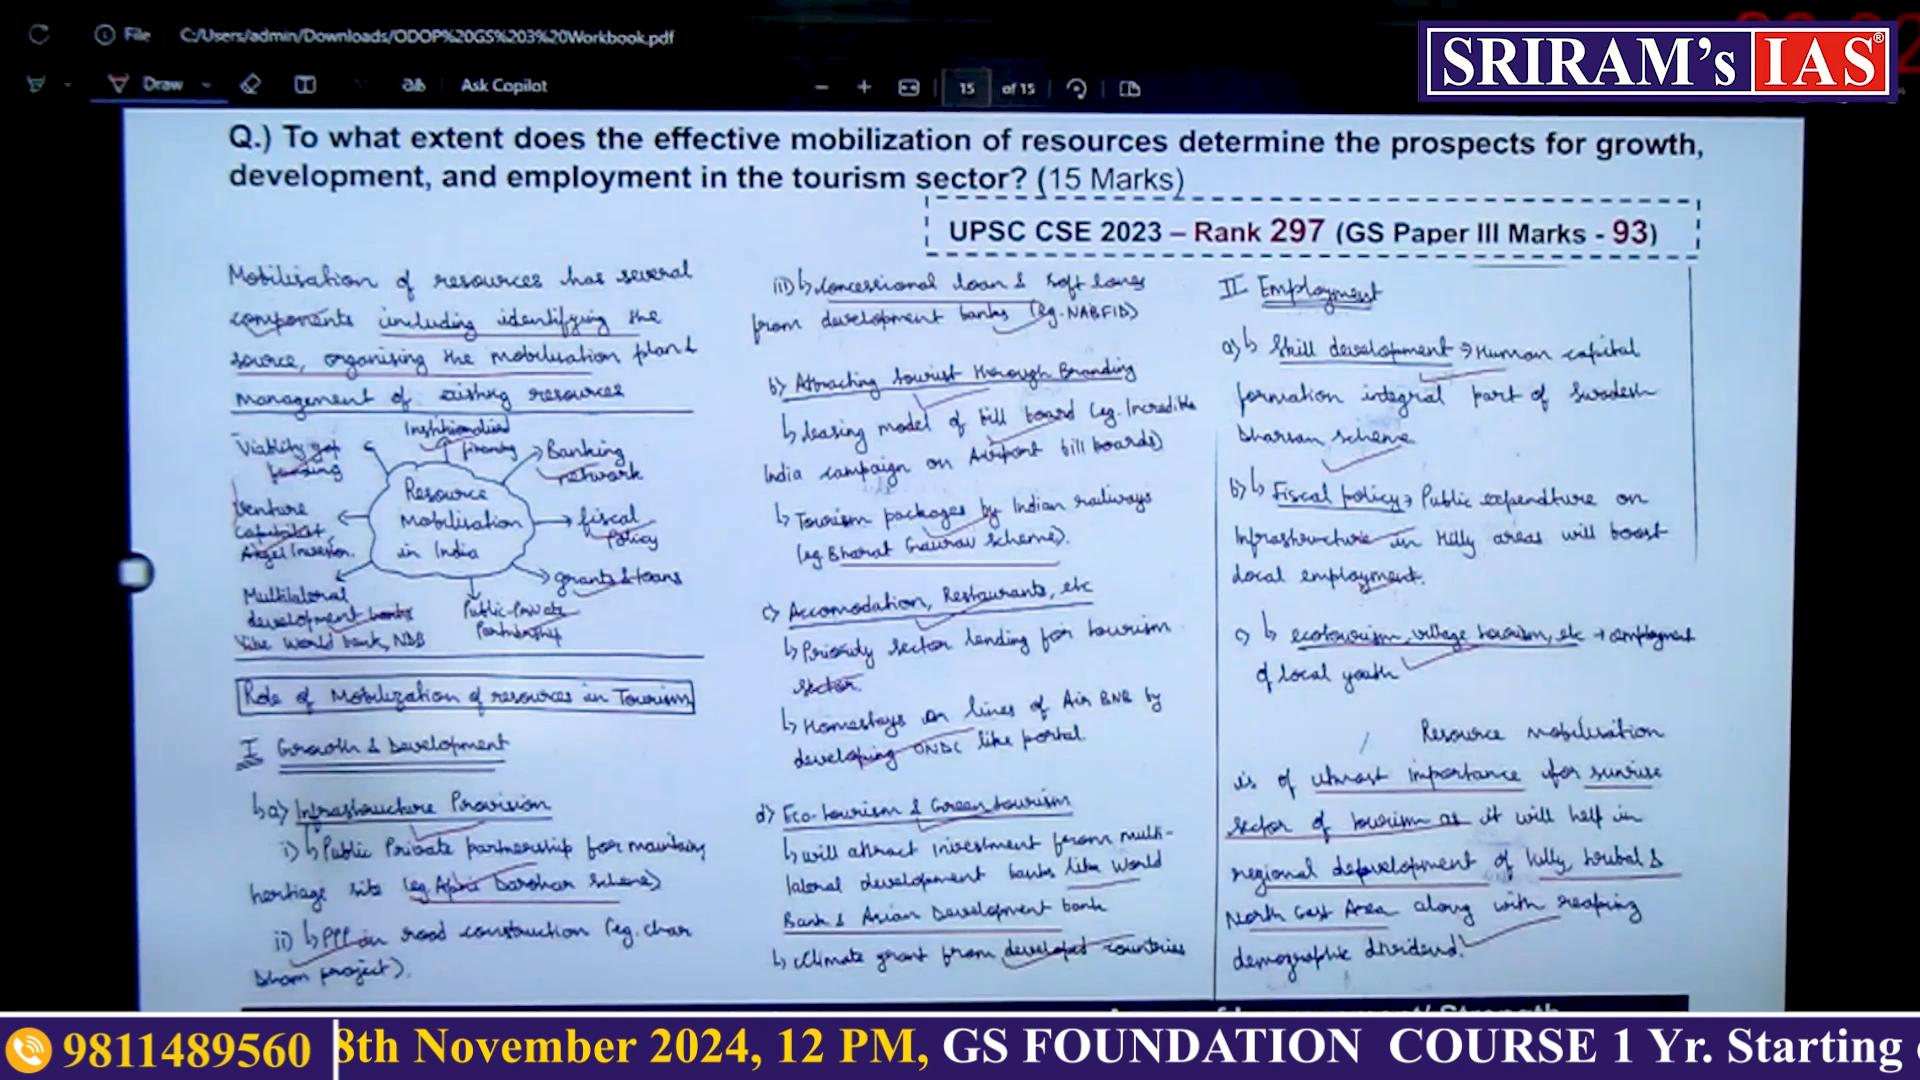 File C:/Users/admin/Downloads/ODOP%20GS%203%20Workbook.pdf
SRIRAM's IAS
Draw
Ask Copilot
15 of 15
Q.) To what extent does the effective mobilization of resources determine the prospects for growth,
development, and employment in the tourism sector? (15 Marks)
UPSC CSE 2023 – Rank 297 (GS Paper III Marks - 93)
Mobilisation of resources has several
components including identifying the
source, organising the mobilisation plan &
management of existing resources
Viability gap
funding
Institutional
financing
Banking
network
Venture
capitalist,
Angel Investor.
Resource
Mobilisation
in India
fiscal
policy
grants & loans
Multilateral
development banks
like World bank, NDB
Public-Private
Partnership
Role of Mobilization of resources in Tourism
I Growth & Development
a) Infrastructure Provision
i) Public Private partnership for maintaing
heritage site (eg Apni Darohar Scheme)
ii) PPP in road construction (eg. char
Dham project).
iii) Concessional loan & Soft loans
from development banks (eg. NABFID)
b) Attracting tourist through Branding
leasing model of bill board (eg. Incredible
India campaign on Airport bill boards)
Tourism packages by Indian railways
(eg Bharat Gaurav Scheme).
c) Accomodation, Restaurants, etc
Priority sector lending for tourism
sector.
Homestays on lines of Air BNB by
developing ONDC like portal.
d) Eco-tourism & Green tourism
will attract investment from multi-
lateral development banks like World
Bank & Asian Development bank
Climate grant from developed countries
II Employment
a) Skill development → Human capital
formation integral part of Swadesh
Dharsan scheme
b) Fiscal policy → Public expenditure on
Infrastructure in Hilly areas will boost
local employment.
c) ecotourism, village tourism, etc → employment
of local youth
Resource mobilisation
is of utmost importance for sunrise
sector of tourism as it will help in
regional development of hilly, tribal &
North East Area along with reaping
demographic dividend.
9811489560
8th November 2024, 12 PM, GS FOUNDATION COURSE 1 Yr. Starting